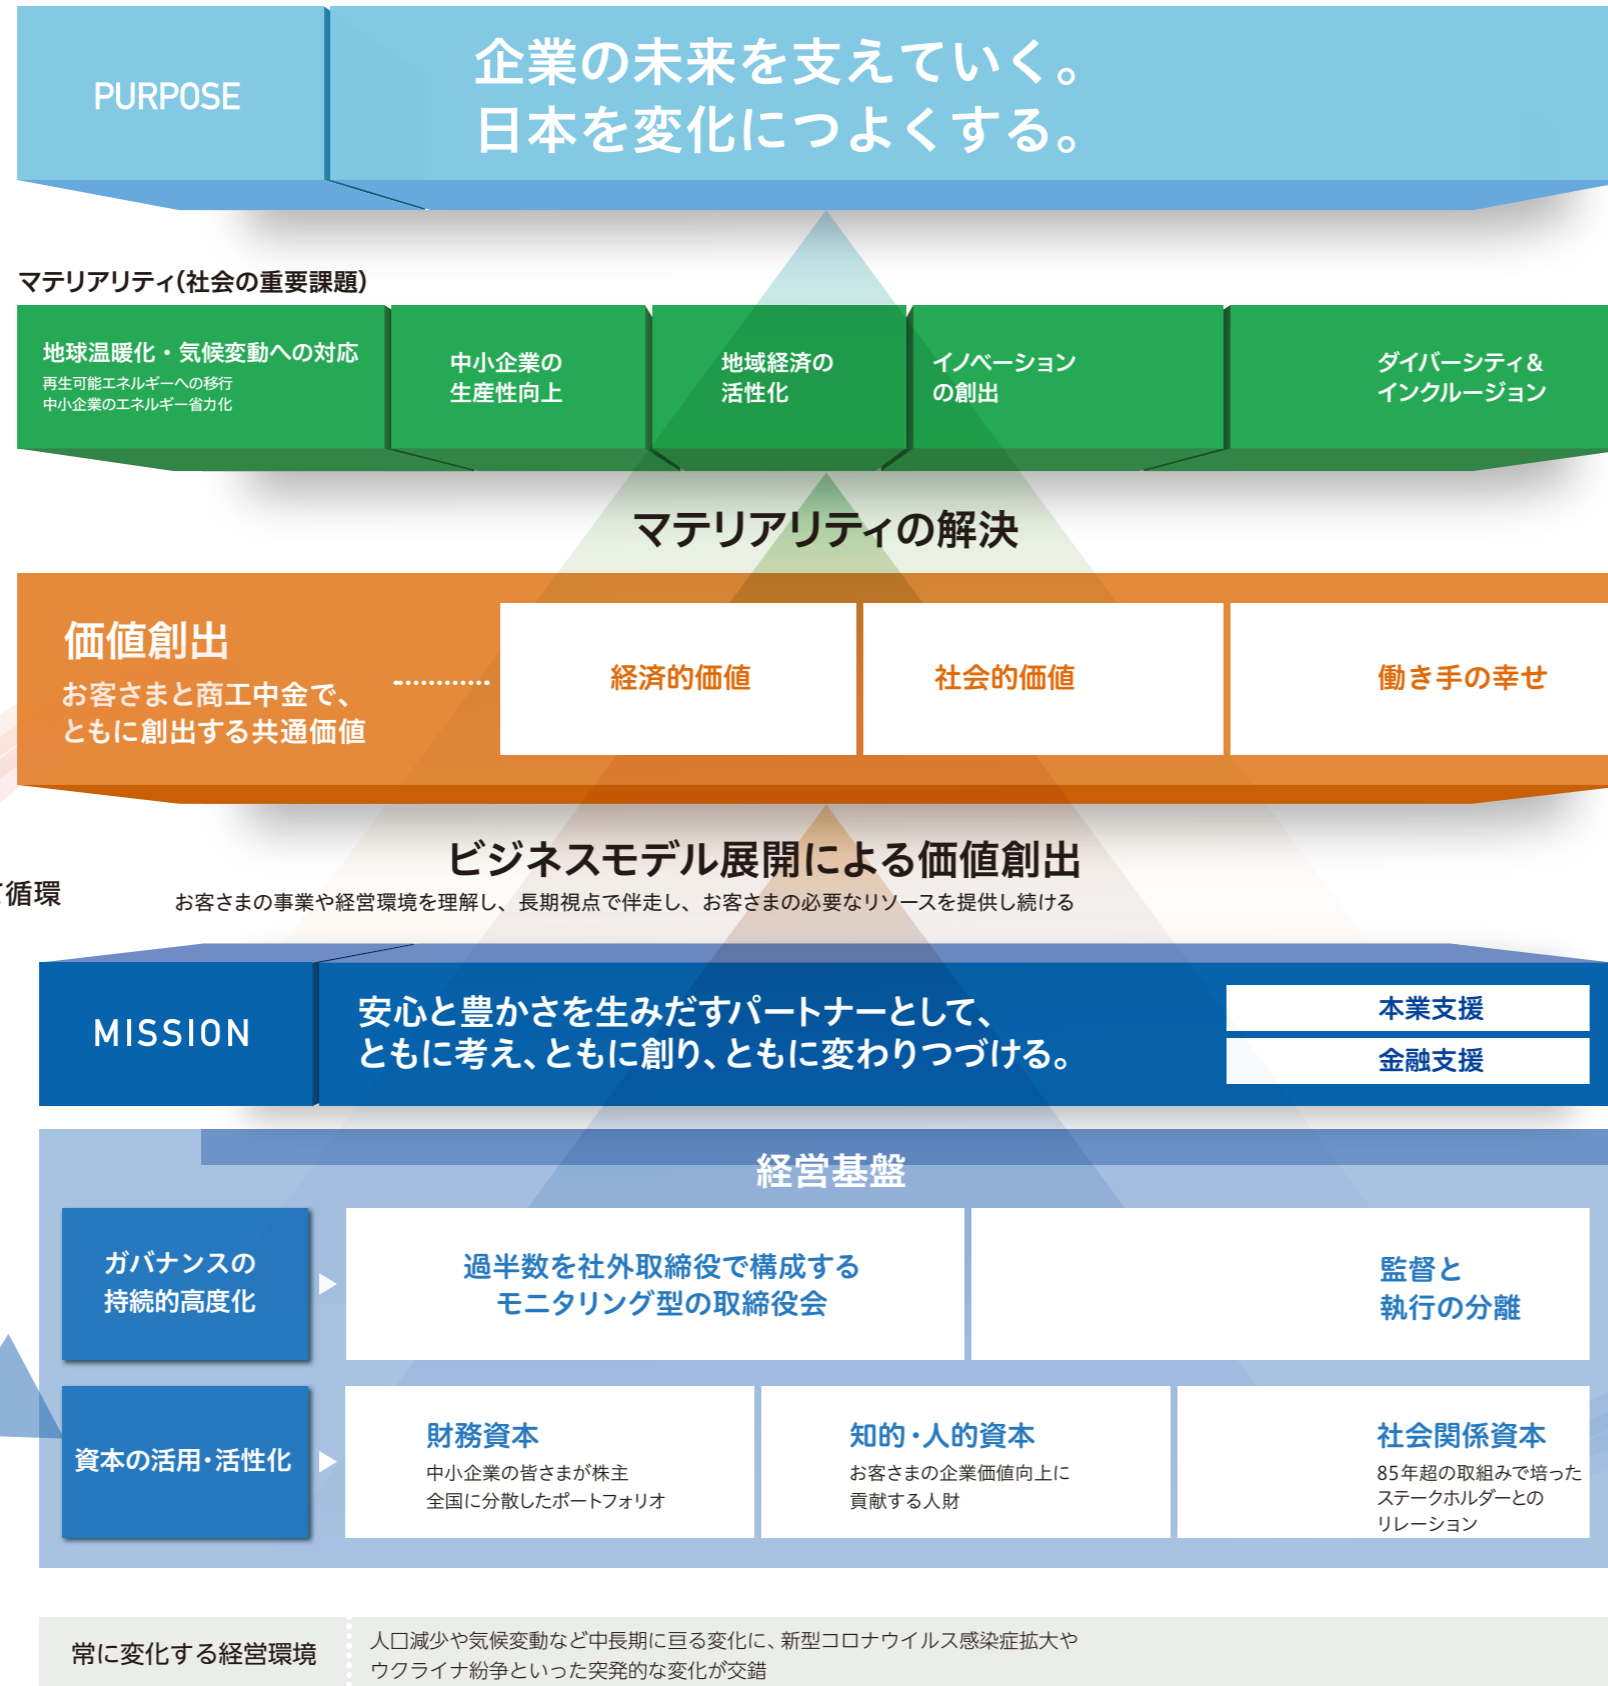 PURPOSE
企業の未来を支えていく。
日本を変化につよくする。
マテリアリティ(社会の重要課題)
地球温暖化・気候変動への対応
再生可能エネルギーへの移行
中小企業のエネルギー省力化
中小企業の
生産性向上
地域経済の
活性化
イノベーション
の創出
ダイバーシティ&
インクルージョン
マテリアリティの解決
価値創出
お客さまと商工中金で、
ともに創出する共通価値
経済的価値
社会的価値
働き手の幸せ
ビジネスモデル展開による価値創出
循環
お客さまの事業や経営環境を理解し、長期視点で伴走し、お客さまの必要なリソースを提供し続ける
MISSION
安心と豊かさを生みだすパートナーとして、
ともに考え、ともに創り、ともに変わりつづける。
本業支援
金融支援
経営基盤
ガバナンスの
持続的高度化
過半数を社外取締役で構成する
モニタリング型の取締役会
監督と
執行の分離
資本の活用・活性化
財務資本
中小企業の皆さまが株主
全国に分散したポートフォリオ
知的・人的資本
お客さまの企業価値向上に
貢献する人財
社会関係資本
85年超の取組みで培った
ステークホルダーとの
リレーション
常に変化する経営環境
人口減少や気候変動など中長期に亘る変化に、新型コロナウイルス感染症拡大や
ウクライナ紛争といった突発的な変化が交錯